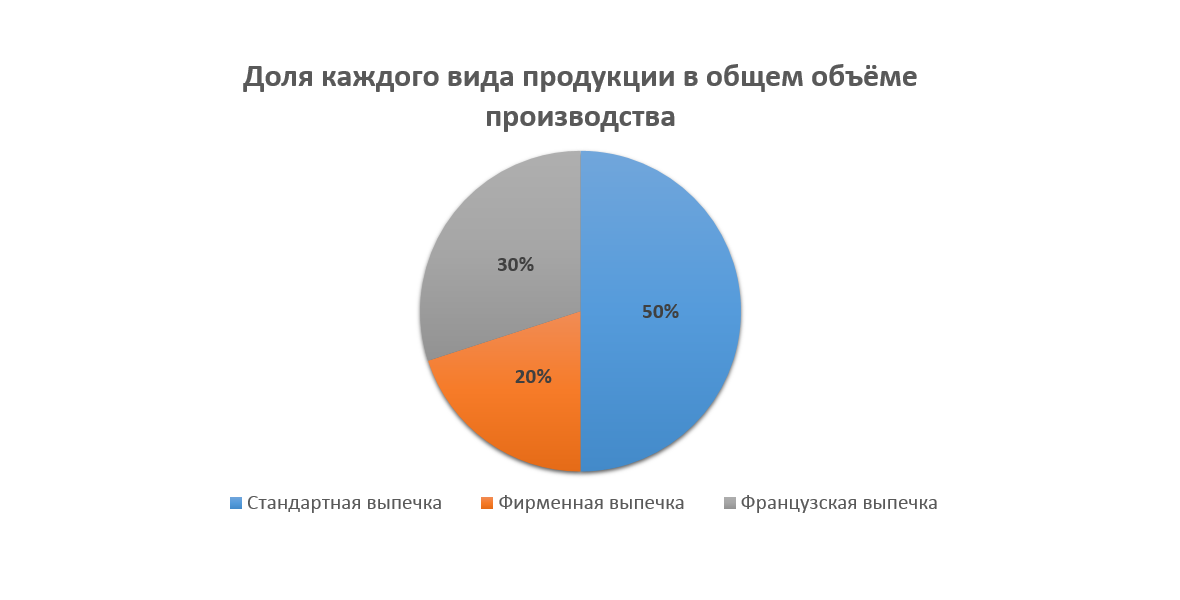 Доля каждого вида продукции в общем объёме
производства
30%
50%
20%
Стандартная выпечка Фирменная выпечка Французская выпечка